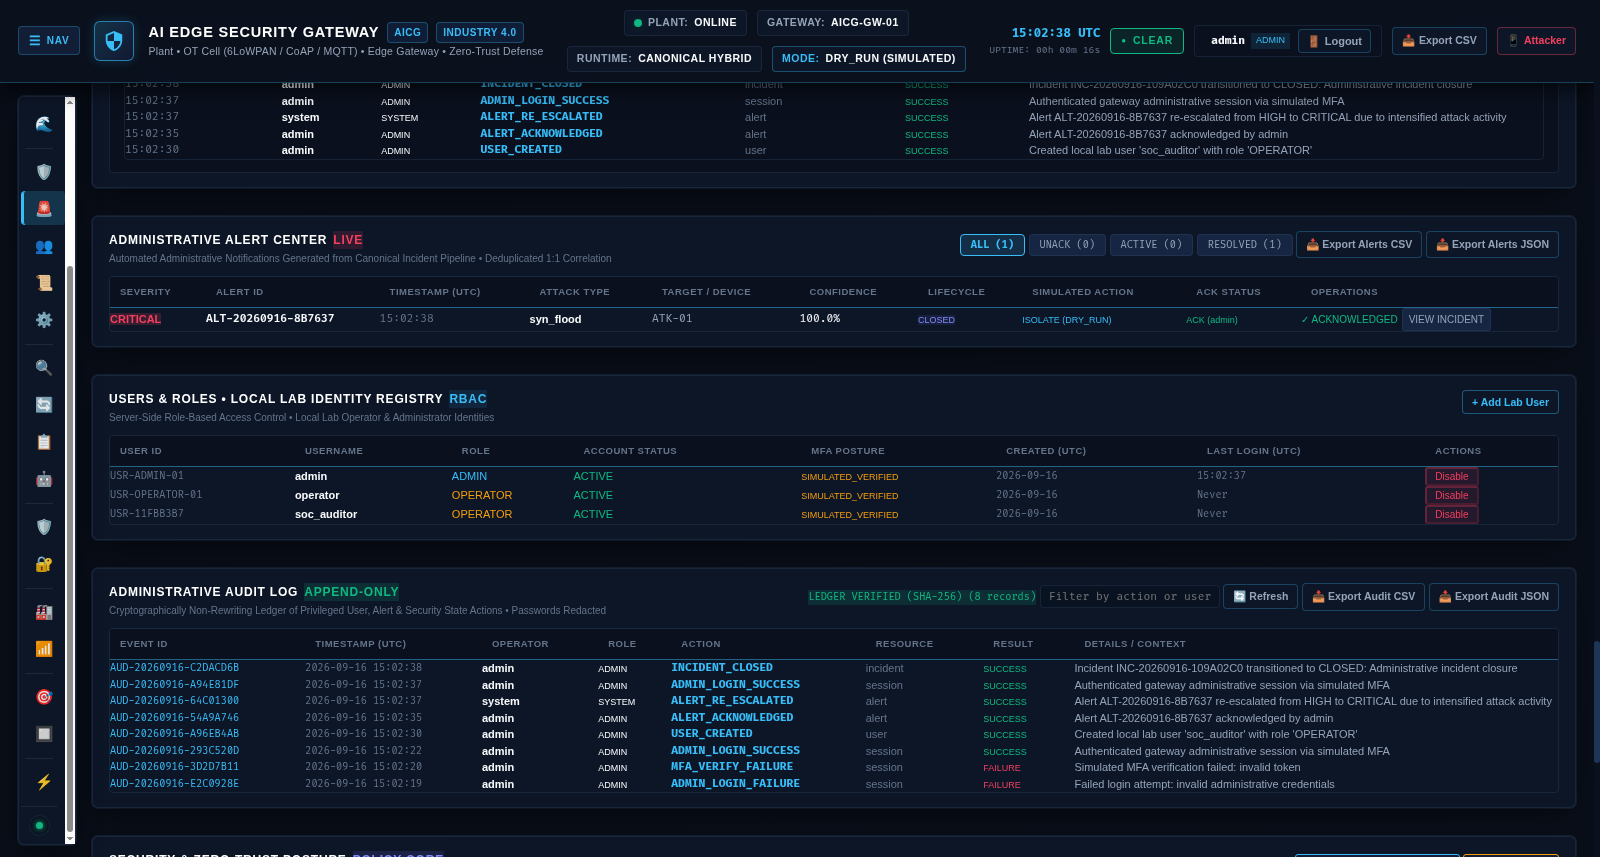 ☰ NAV
AI EDGE SECURITY GATEWAY AICG INDUSTRY 4.0
Plant • OT Cell (6LoWPAN / CoAP / MQTT) • Edge Gateway • Zero-Trust Defense
PLANT: ONLINE GATEWAY: AICG-GW-01
RUNTIME: CANONICAL HYBRID MODE: DRY_RUN (SIMULATED)
15:02:38 UTC
UPTIME: 00h 00m 16s
• CLEAR
admin ADMIN Logout
Export CSV
Attacker
15:02:38 admin ADMIN INCIDENT_CLOSED incident SUCCESS Incident INC-20260916-109A02C0 transitioned to CLOSED: Administrative incident closure
15:02:37 admin ADMIN ADMIN_LOGIN_SUCCESS session SUCCESS Authenticated gateway administrative session via simulated MFA
15:02:37 system SYSTEM ALERT_RE_ESCALATED alert SUCCESS Alert ALT-20260916-8B7637 re-escalated from HIGH to CRITICAL due to intensified attack activity
15:02:35 admin ADMIN ALERT_ACKNOWLEDGED alert SUCCESS Alert ALT-20260916-8B7637 acknowledged by admin
15:02:30 admin ADMIN USER_CREATED user SUCCESS Created local lab user 'soc_auditor' with role 'OPERATOR'
ADMINISTRATIVE ALERT CENTER LIVE
Automated Administrative Notifications Generated from Canonical Incident Pipeline • Deduplicated 1:1 Correlation
ALL (1) UNACK (0) ACTIVE (0) RESOLVED (1) Export Alerts CSV Export Alerts JSON
SEVERITY ALERT ID TIMESTAMP (UTC) ATTACK TYPE TARGET / DEVICE CONFIDENCE LIFECYCLE SIMULATED ACTION ACK STATUS OPERATIONS
CRITICAL ALT-20260916-8B7637 15:02:38 syn_flood ATK-01 100.0% CLOSED ISOLATE (DRY_RUN) ACK (admin) ✓ ACKNOWLEDGED VIEW INCIDENT
USERS & ROLES • LOCAL LAB IDENTITY REGISTRY RBAC
Server-Side Role-Based Access Control • Local Lab Operator & Administrator Identities
+ Add Lab User
USER ID USERNAME ROLE ACCOUNT STATUS MFA POSTURE CREATED (UTC) LAST LOGIN (UTC) ACTIONS
USR-ADMIN-01 admin ADMIN ACTIVE SIMULATED_VERIFIED 2026-09-16 15:02:37 Disable
USR-OPERATOR-01 operator OPERATOR ACTIVE SIMULATED_VERIFIED 2026-09-16 Never Disable
USR-11FBB3B7 soc_auditor OPERATOR ACTIVE SIMULATED_VERIFIED 2026-09-16 Never Disable
ADMINISTRATIVE AUDIT LOG APPEND-ONLY
Cryptographically Non-Rewriting Ledger of Privileged User, Alert & Security State Actions • Passwords Redacted
LEDGER VERIFIED (SHA-256) (8 records) Filter by action or user Refresh Export Audit CSV Export Audit JSON
EVENT ID TIMESTAMP (UTC) OPERATOR ROLE ACTION RESOURCE RESULT DETAILS / CONTEXT
AUD-20260916-C2DACD6B 2026-09-16 15:02:38 admin ADMIN INCIDENT_CLOSED incident SUCCESS Incident INC-20260916-109A02C0 transitioned to CLOSED: Administrative incident closure
AUD-20260916-A94E81DF 2026-09-16 15:02:37 admin ADMIN ADMIN_LOGIN_SUCCESS session SUCCESS Authenticated gateway administrative session via simulated MFA
AUD-20260916-64C01300 2026-09-16 15:02:37 system SYSTEM ALERT_RE_ESCALATED alert SUCCESS Alert ALT-20260916-8B7637 re-escalated from HIGH to CRITICAL due to intensified attack activity
AUD-20260916-54A9A746 2026-09-16 15:02:35 admin ADMIN ALERT_ACKNOWLEDGED alert SUCCESS Alert ALT-20260916-8B7637 acknowledged by admin
AUD-20260916-A96EB4AB 2026-09-16 15:02:30 admin ADMIN USER_CREATED user SUCCESS Created local lab user 'soc_auditor' with role 'OPERATOR'
AUD-20260916-293C520D 2026-09-16 15:02:22 admin ADMIN ADMIN_LOGIN_SUCCESS session SUCCESS Authenticated gateway administrative session via simulated MFA
AUD-20260916-3D2D7B11 2026-09-16 15:02:20 admin ADMIN MFA_VERIFY_FAILURE session FAILURE Simulated MFA verification failed: invalid token
AUD-20260916-E2C0928E 2026-09-16 15:02:19 admin ADMIN ADMIN_LOGIN_FAILURE session FAILURE Failed login attempt: invalid administrative credentials
SECURITY & ZERO-TRUST POSTURE POLICY CORE